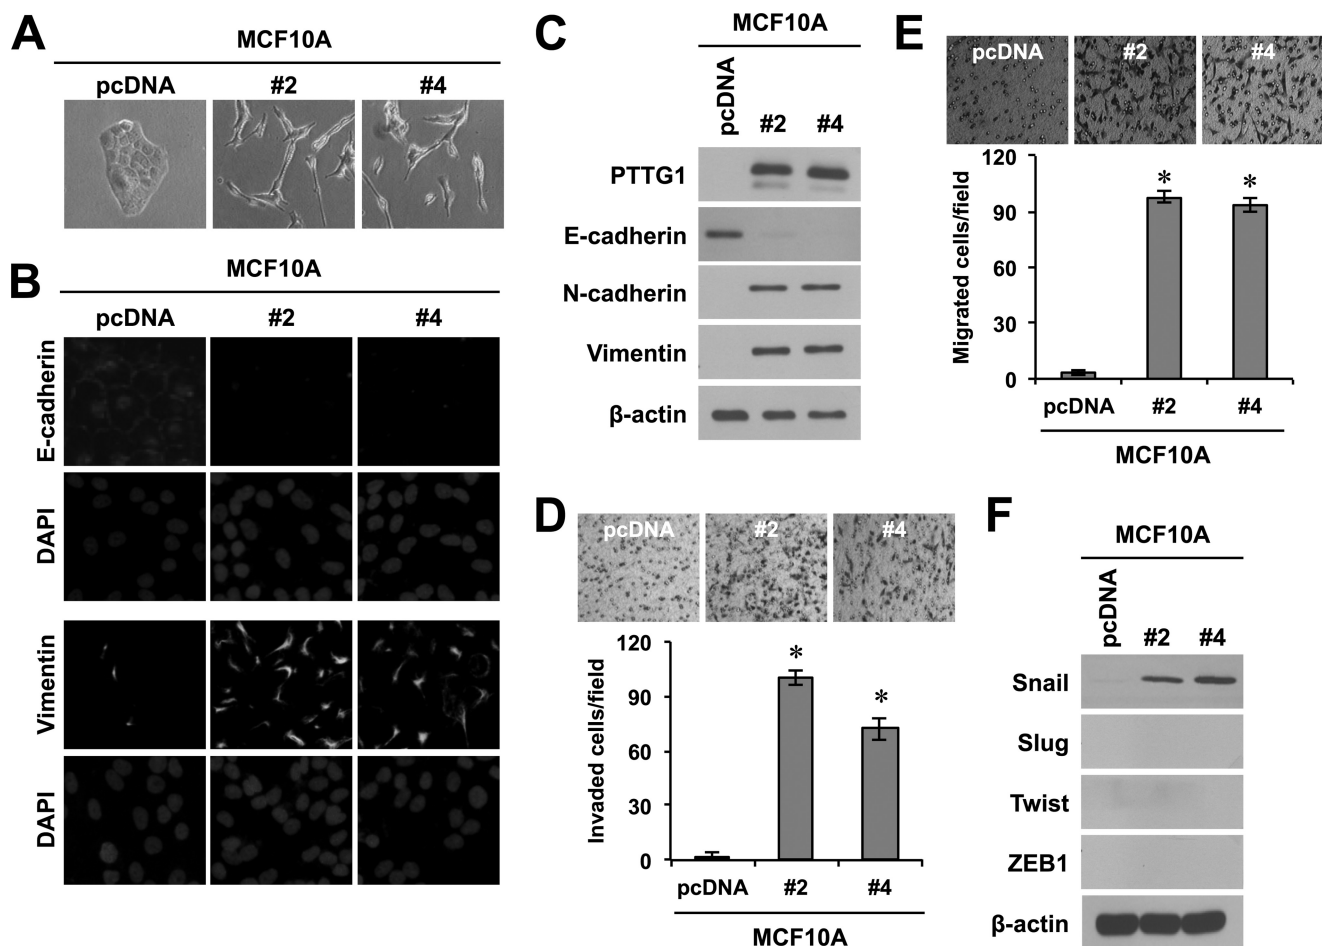 A
MCF10A
pcDNA #2 #4
B
MCF10A
pcDNA #2 #4
E-cadherin
DAPI
Vimentin
DAPI
C
MCF10A
pcDNA #2 #4
PTTG1
E-cadherin
N-cadherin
Vimentin
β-actin
D
pcDNA #2 #4
Invaded cells/field
120
90
60
30
0
* *
pcDNA #2 #4
MCF10A
E
pcDNA #2 #4
Migrated cells/field
120
90
60
30
0
* *
pcDNA #2 #4
MCF10A
F
MCF10A
pcDNA #2 #4
Snail
Slug
Twist
ZEB1
β-actin